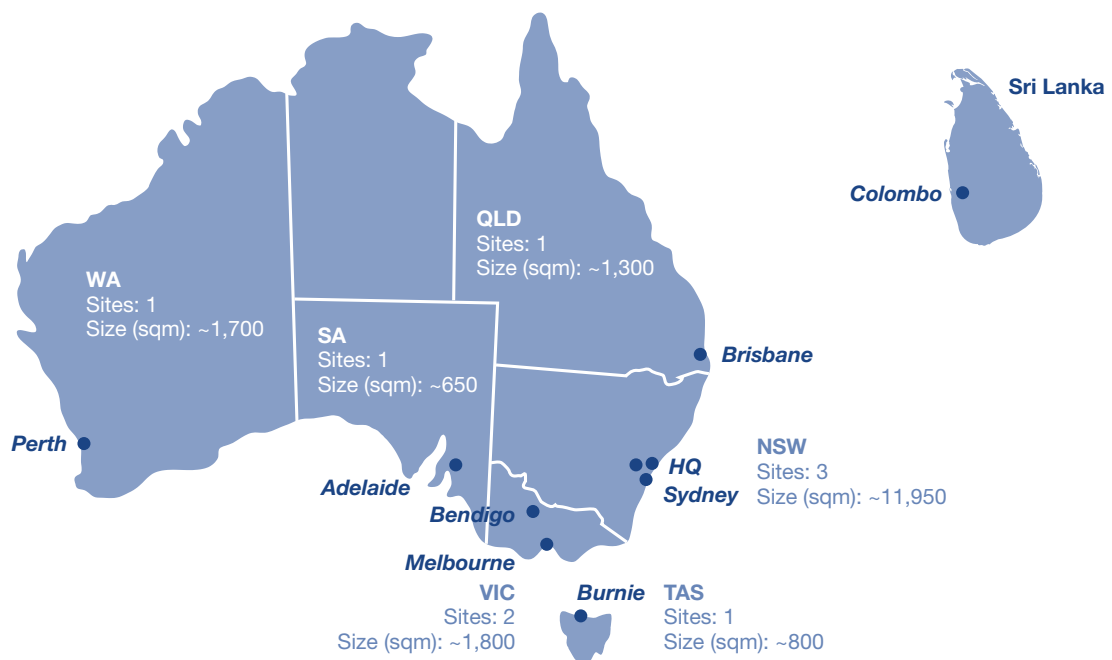 Sri Lanka
Colombo
QLD
Sites: 1
Size (sqm): ~1,300
WA
Sites: 1
Size (sqm): ~1,700
SA
Sites: 1
Size (sqm): ~650
Brisbane
Perth
Adelaide
HQ
Sydney
NSW
Sites: 3
Size (sqm): ~11,950
Bendigo
Melbourne
VIC
Sites: 2
Size (sqm): ~1,800
Burnie
TAS
Sites: 1
Size (sqm): ~800